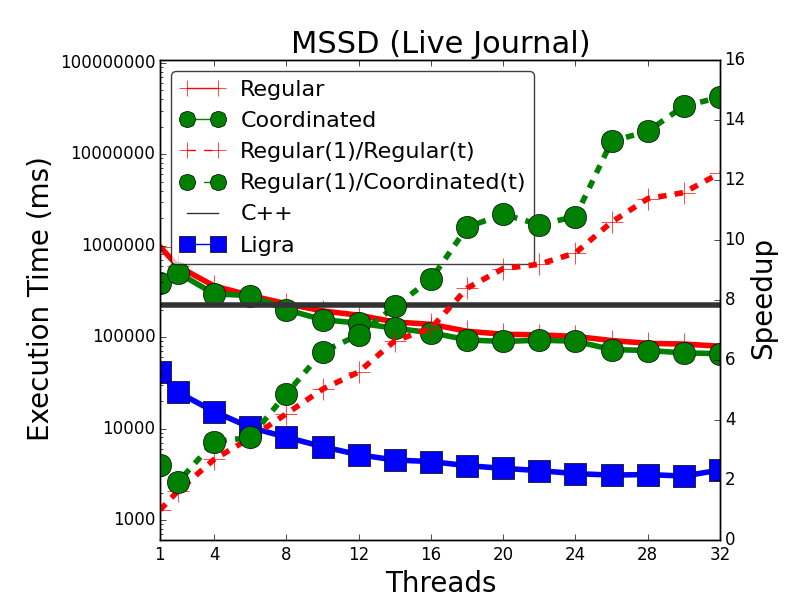 MSSD (Live Journal)
Execution Time (ms)
100000000
10000000
1000000
100000
10000
1000
Regular
Coordinated
Regular(1)/Regular(t)
Regular(1)/Coordinated(t)
C++
Ligra
16
14
12
10
8
6
4
2
0
Speedup
1 4 8 12 16 20 24 28 32
Threads